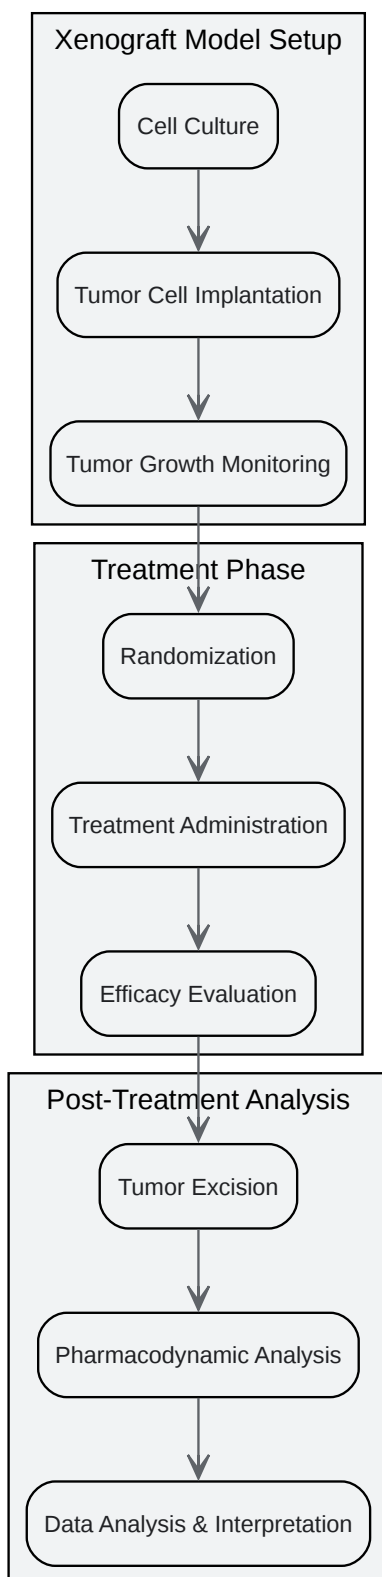 Xenograft Model Setup
Cell Culture
Tumor Cell Implantation
Tumor Growth Monitoring
Treatment Phase
Randomization
Treatment Administration
Efficacy Evaluation
Post-Treatment Analysis
Tumor Excision
Pharmacodynamic Analysis
Data Analysis & Interpretation